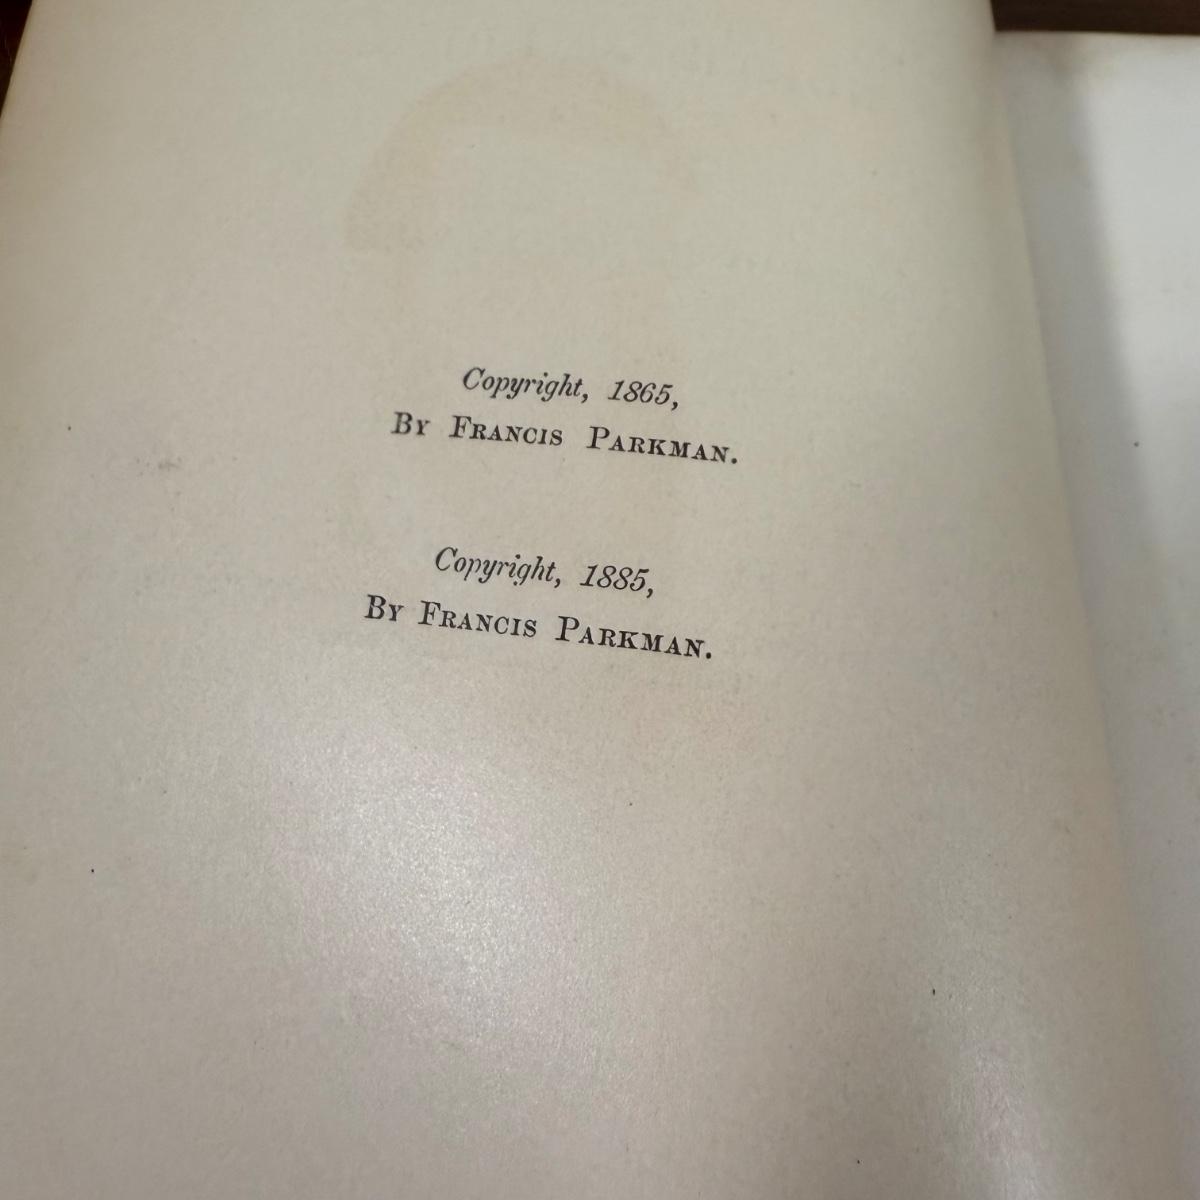 Copyright, 1865,
By Francis Parkman.
Copyright, 1885,
By Francis Parkman.